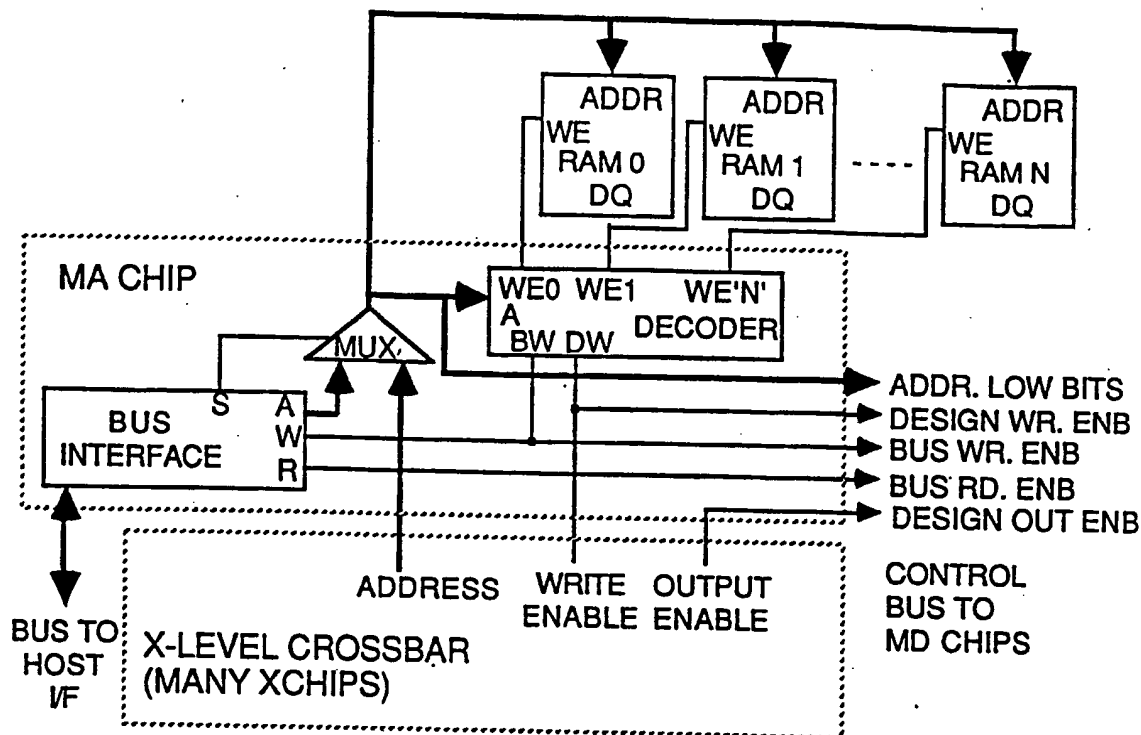 ADDR
WE
RAM 0
DQ
ADDR
WE
RAM 1
DQ
ADDR
WE
RAM N
DQ
MA CHIP
WE0 WE1 WE'N'
A
DECODER
BW DW
MUX
S
A
W
R
BUS
INTERFACE
ADDR. LOW BITS
DESIGN WR. ENB
BUS WR. ENB
BUS RD. ENB
DESIGN OUT ENB
ADDRESS
WRITE
ENABLE
OUTPUT
ENABLE
CONTROL
BUS TO
MD CHIPS
BUS TO
HOST
I/F
X-LEVEL CROSSBAR
(MANY XCHIPS)